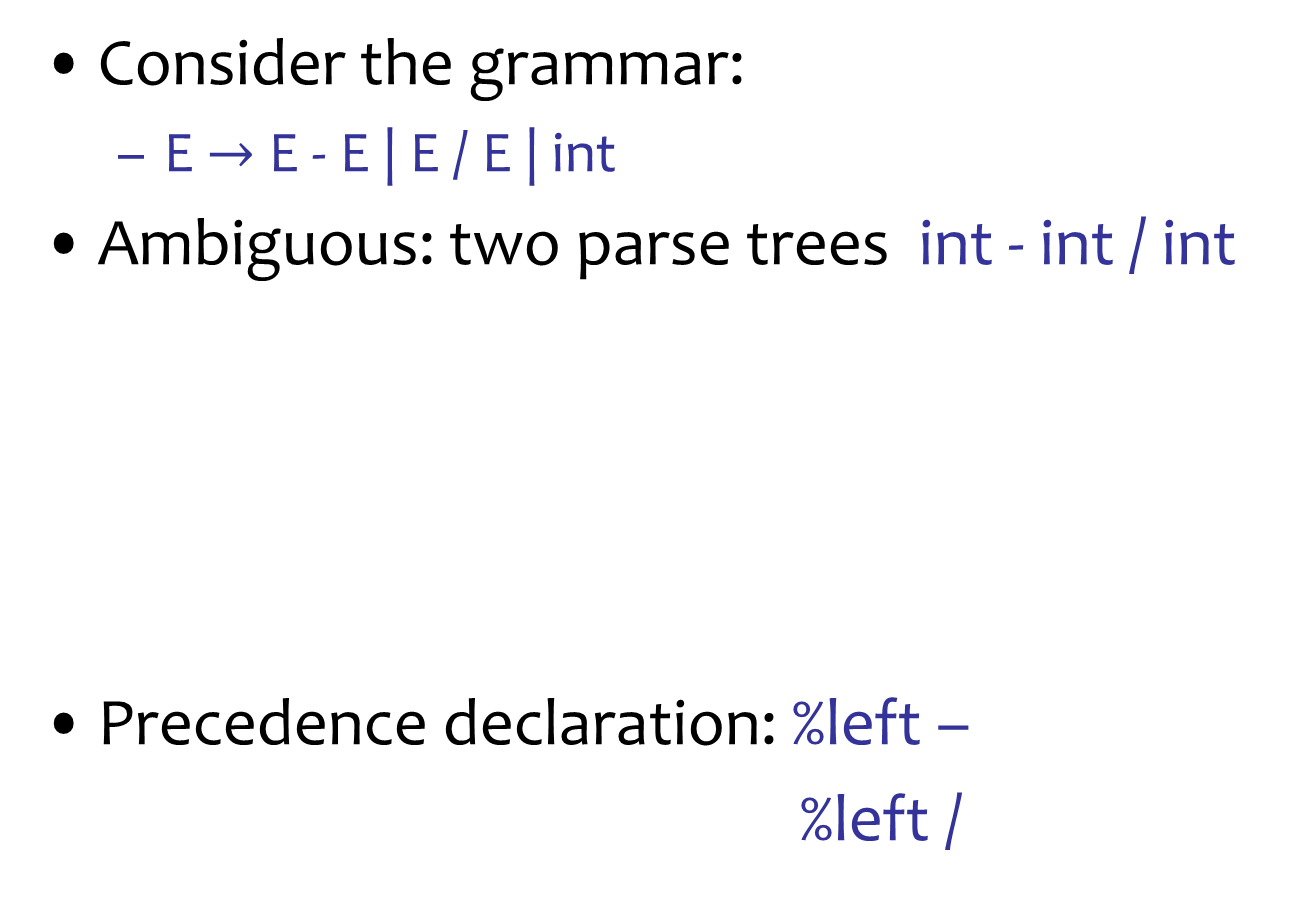 • Consider the grammar:
– E → E - E | E / E | int
• Ambiguous: two parse trees int - int / int
• Precedence declaration: %left –
%left /